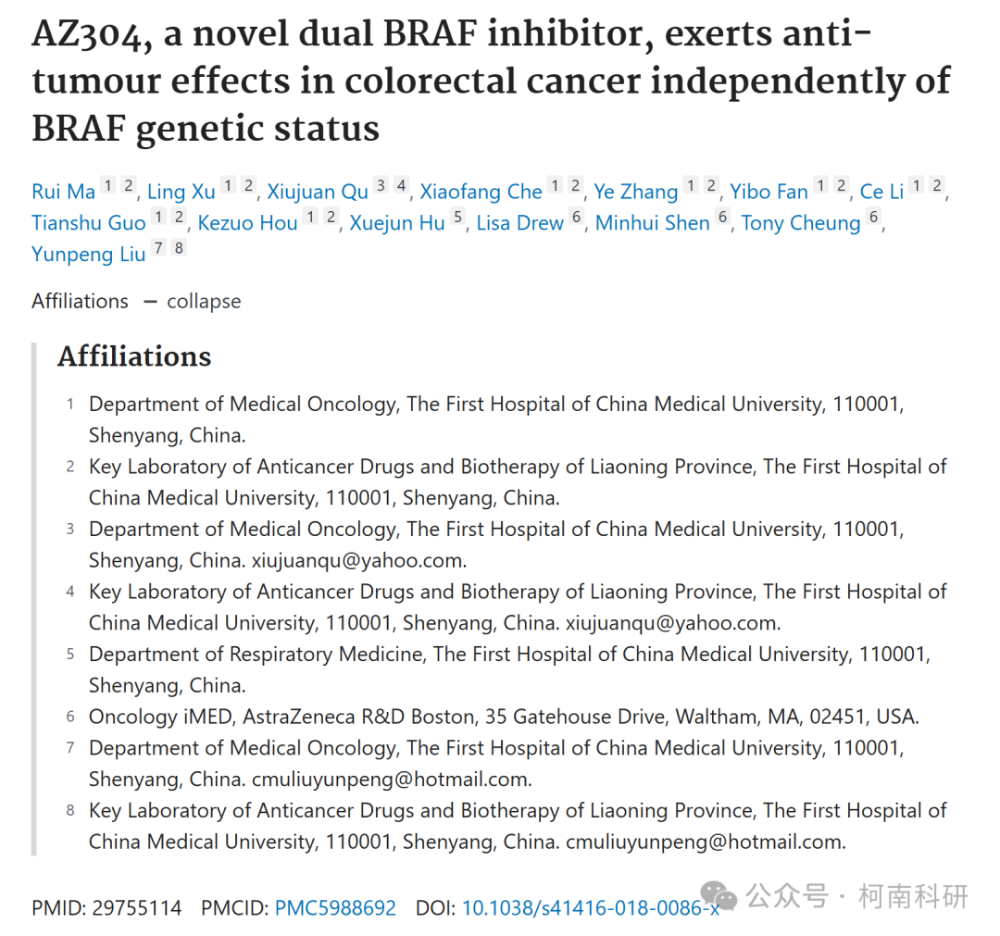 AZ304, a novel dual BRAF inhibitor, exerts anti-
tumour effects in colorectal cancer independently of
BRAF genetic status
Rui Ma 1 2, Ling Xu 1 2, Xiujuan Qu 3 4, Xiaofang Che 1 2, Ye Zhang 1 2, Yibo Fan 1 2, Ce Li 1 2,
Tianshu Guo 1 2, Kezuo Hou 1 2, Xuejun Hu 5, Lisa Drew 6, Minhui Shen 6, Tony Cheung 6,
Yunpeng Liu 7 8
Affiliations — collapse
Affiliations
1 Department of Medical Oncology, The First Hospital of China Medical University, 110001,
Shenyang, China.
2 Key Laboratory of Anticancer Drugs and Biotherapy of Liaoning Province, The First Hospital of
China Medical University, 110001, Shenyang, China.
3 Department of Medical Oncology, The First Hospital of China Medical University, 110001,
Shenyang, China. xiujuanqu@yahoo.com.
4 Key Laboratory of Anticancer Drugs and Biotherapy of Liaoning Province, The First Hospital of
China Medical University, 110001, Shenyang, China. xiujuanqu@yahoo.com.
5 Department of Respiratory Medicine, The First Hospital of China Medical University, 110001,
Shenyang, China.
6 Oncology iMED, AstraZeneca R&D Boston, 35 Gatehouse Drive, Waltham, MA, 02451, USA.
7 Department of Medical Oncology, The First Hospital of China Medical University, 110001,
Shenyang, China. cmuliuyunpeng@hotmail.com.
8 Key Laboratory of Anticancer Drugs and Biotherapy of Liaoning Province, The First Hospital of
China Medical University, 110001, Shenyang, China. cmuliuyunpeng@hotmail.com.
PMID: 29755114 PMCID: PMC5988692 DOI: 10.1038/s41416-018-0086-x
公众号 · 柯南科研